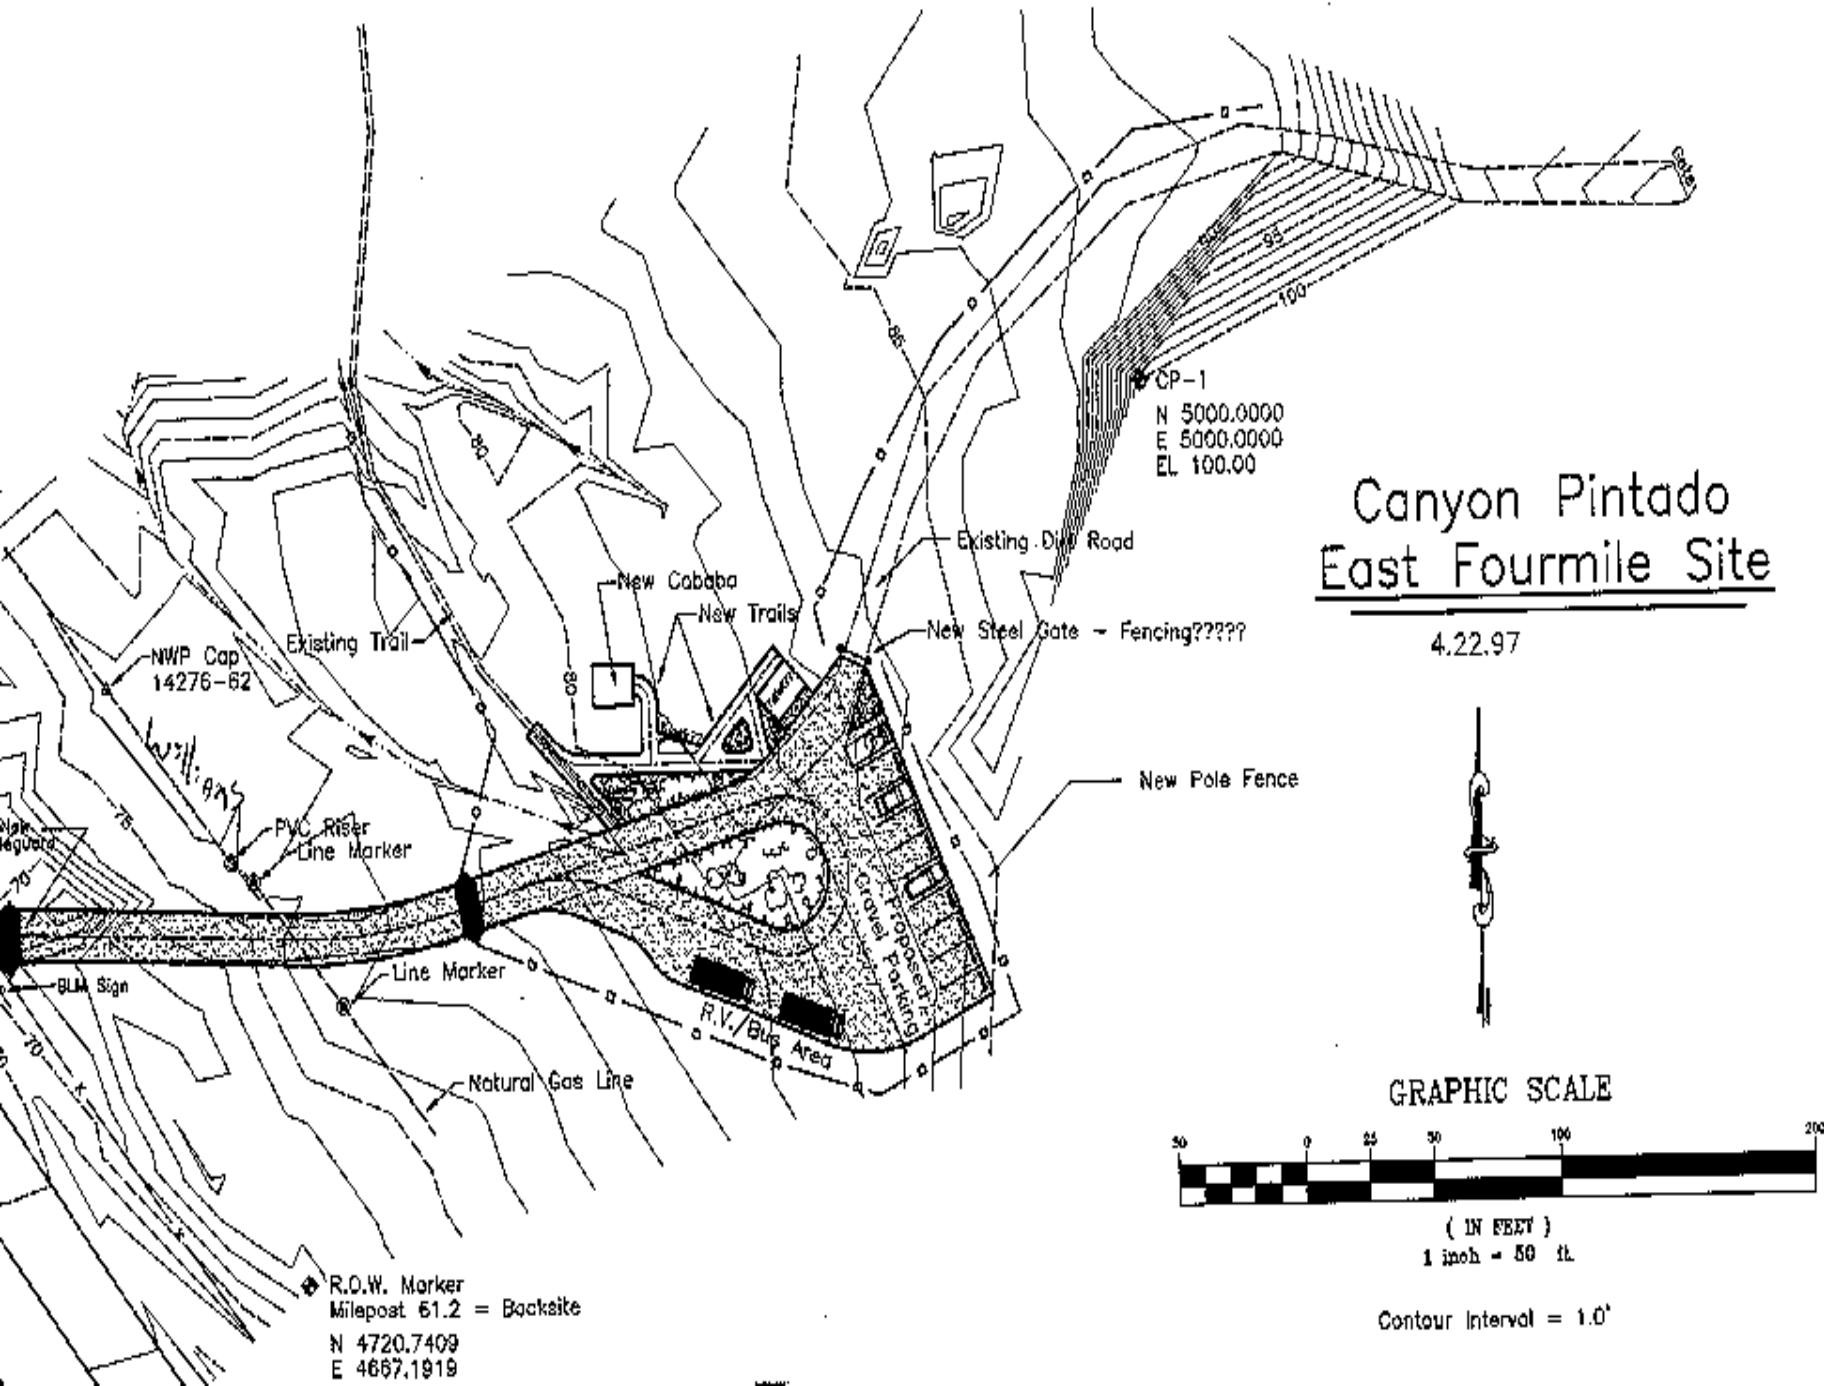 Gate
95
100
85
CP-1
N 5000.0000
E 5000.0000
EL 100.00
Canyon Pintado
East Fourmile Site
4.22.97
80
Existing Dirt Road
New Cababa
New Trails
New Steel Gate - Fencing?????
Existing Trail
NWP Cap
14276-62
80
Williams
New Pole Fence
75
PVC Riser
Line Marker
70
Proposed
Gravel Parking
Line Marker
BLM Sign
R.V./Bus Area
70
Natural Gas Line
GRAPHIC SCALE
50 0 25 50 100 200
( IN FEET )
1 inch = 50 ft.
Contour Interval = 1.0'
R.O.W. Marker
Milepost 61.2 = Backsite
N 4720.7409
E 4667.1919